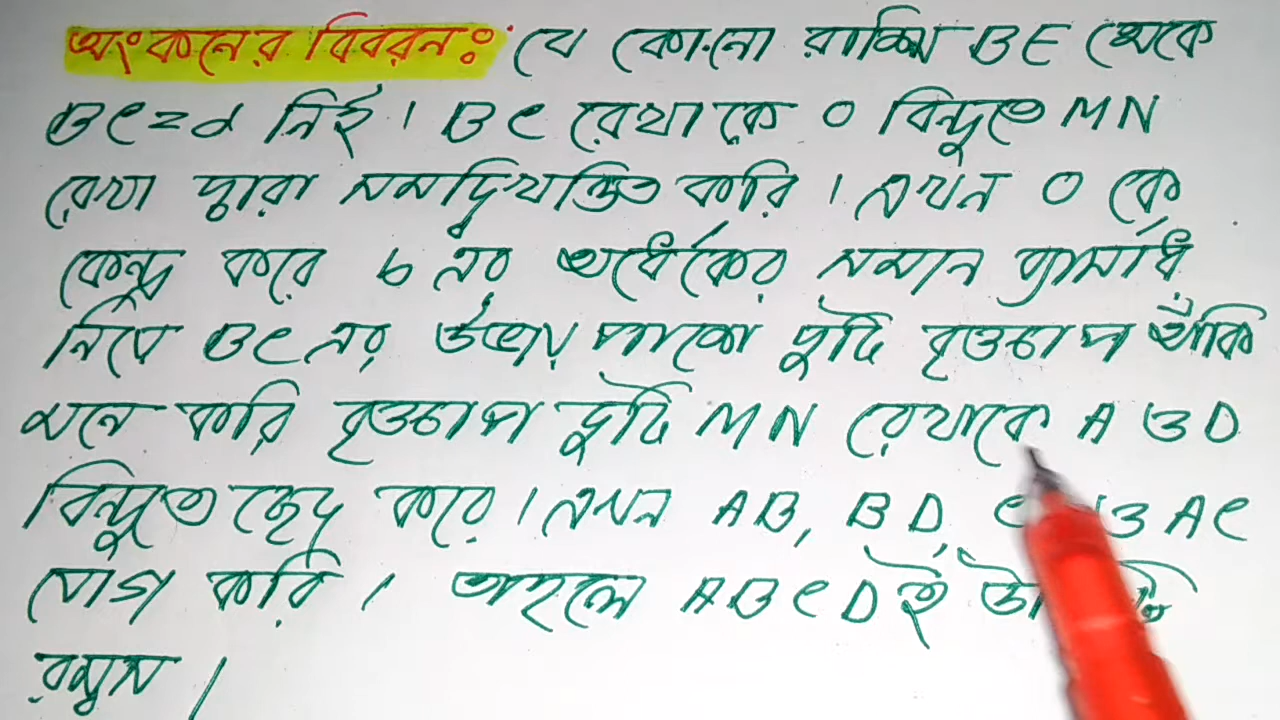 অংকনের বিবরন: যে কোনো রাশ্মি BE থেকে
BC=a নিই। BC রেখাকে O বিন্দুতে MN
রেখা দ্বারা সমদ্বিখন্ডিত করি। এখন O কে
কেন্দ্র করে b এর অর্ধেকের সমান ব্যাসার্ধ
নিয়ে BC এর উভয় পাশে দুটি বৃত্তচাপ আঁকি
মনে করি বৃত্তচাপ দুটি MN রেখাকে A ও D
বিন্দুতে ছেদ করে। এখন AB, BD, ও AC
যোগ করি। তাহলে ABCD ই
রম্বস।